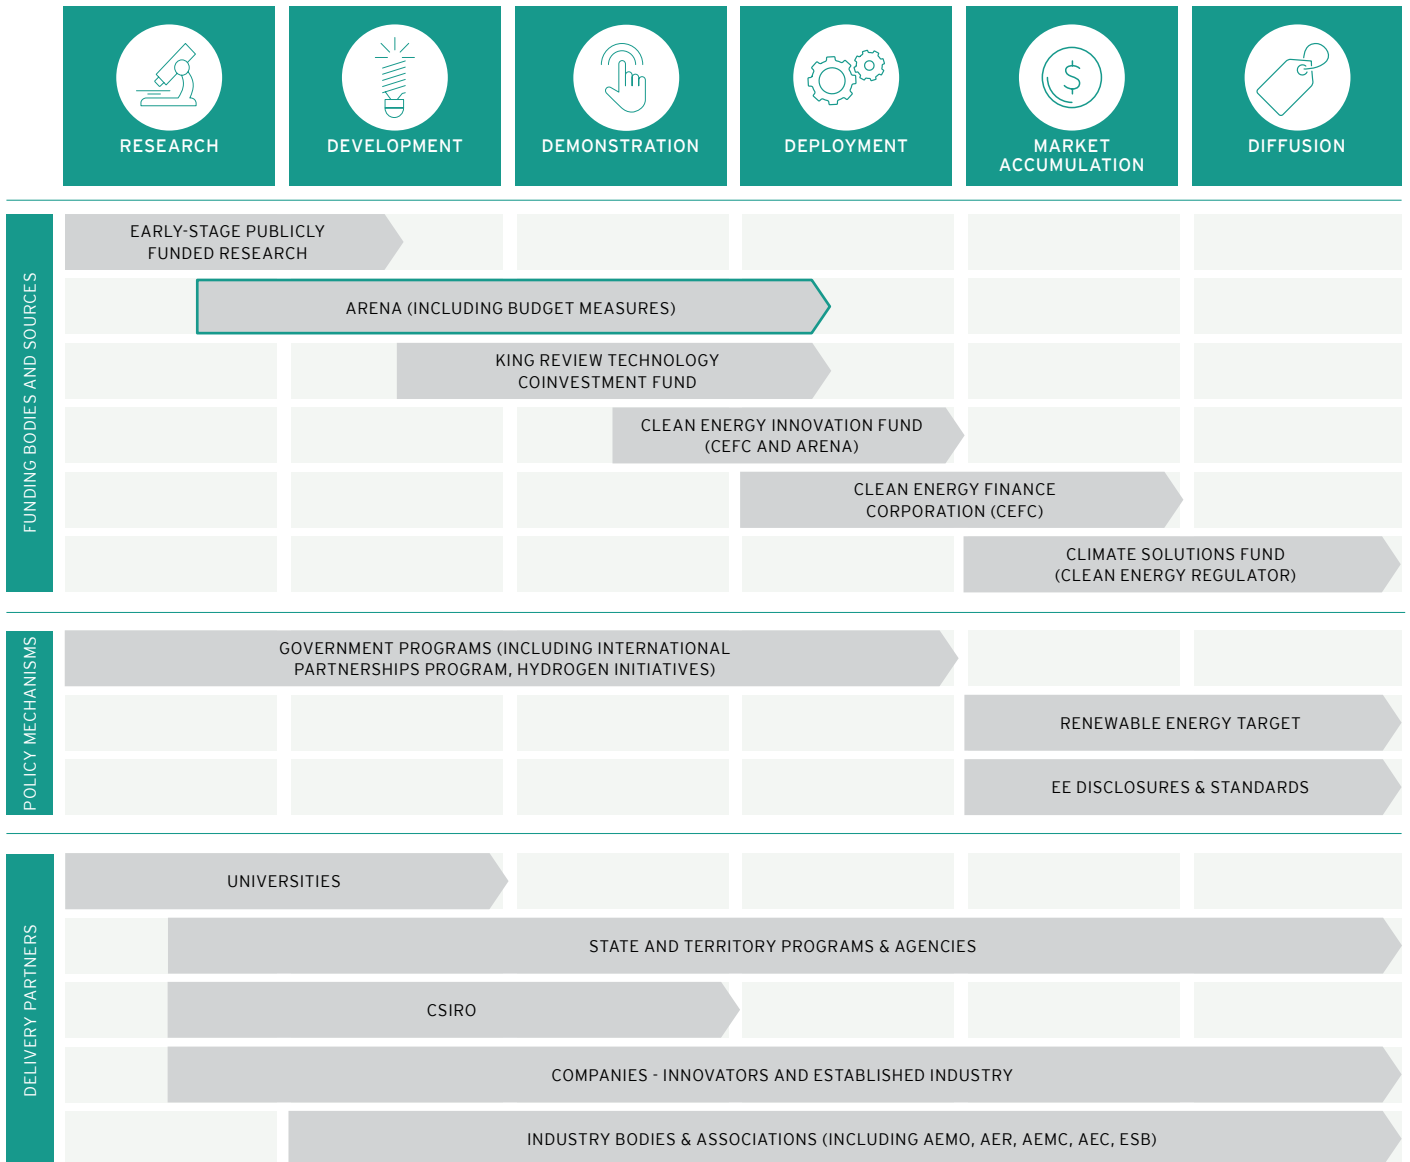 RESEARCH
DEVELOPMENT
DEMONSTRATION
DEPLOYMENT
MARKET
ACCUMULATION
DIFFUSION
FUNDING BODIES AND SOURCES
EARLY-STAGE PUBLICLY
FUNDED RESEARCH
ARENA (INCLUDING BUDGET MEASURES)
KING REVIEW TECHNOLOGY
COINVESTMENT FUND
CLEAN ENERGY INNOVATION FUND
(CEFC AND ARENA)
CLEAN ENERGY FINANCE
CORPORATION (CEFC)
CLIMATE SOLUTIONS FUND
(CLEAN ENERGY REGULATOR)
POLICY MECHANISMS
GOVERNMENT PROGRAMS (INCLUDING INTERNATIONAL
PARTNERSHIPS PROGRAM, HYDROGEN INITIATIVES)
RENEWABLE ENERGY TARGET
EE DISCLOSURES & STANDARDS
DELIVERY PARTNERS
UNIVERSITIES
STATE AND TERRITORY PROGRAMS & AGENCIES
CSIRO
COMPANIES - INNOVATORS AND ESTABLISHED INDUSTRY
INDUSTRY BODIES & ASSOCIATIONS (INCLUDING AEMO, AER, AEMC, AEC, ESB)